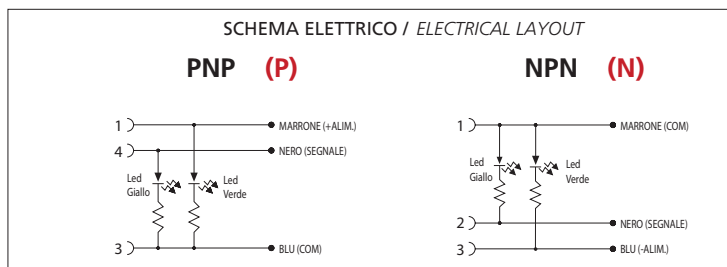 SCHEMA ELETTRICO / ELECTRICAL LAYOUT
PNP (P)
1
MARRONE (+ALIM.)
4
NERO (SEGNALE)
Led
Giallo
Led
Verde
3
BLU (COM)
NPN (N)
1
MARRONE (COM)
Led
Giallo
Led
Verde
2
NERO (SEGNALE)
3
BLU (-ALIM.)